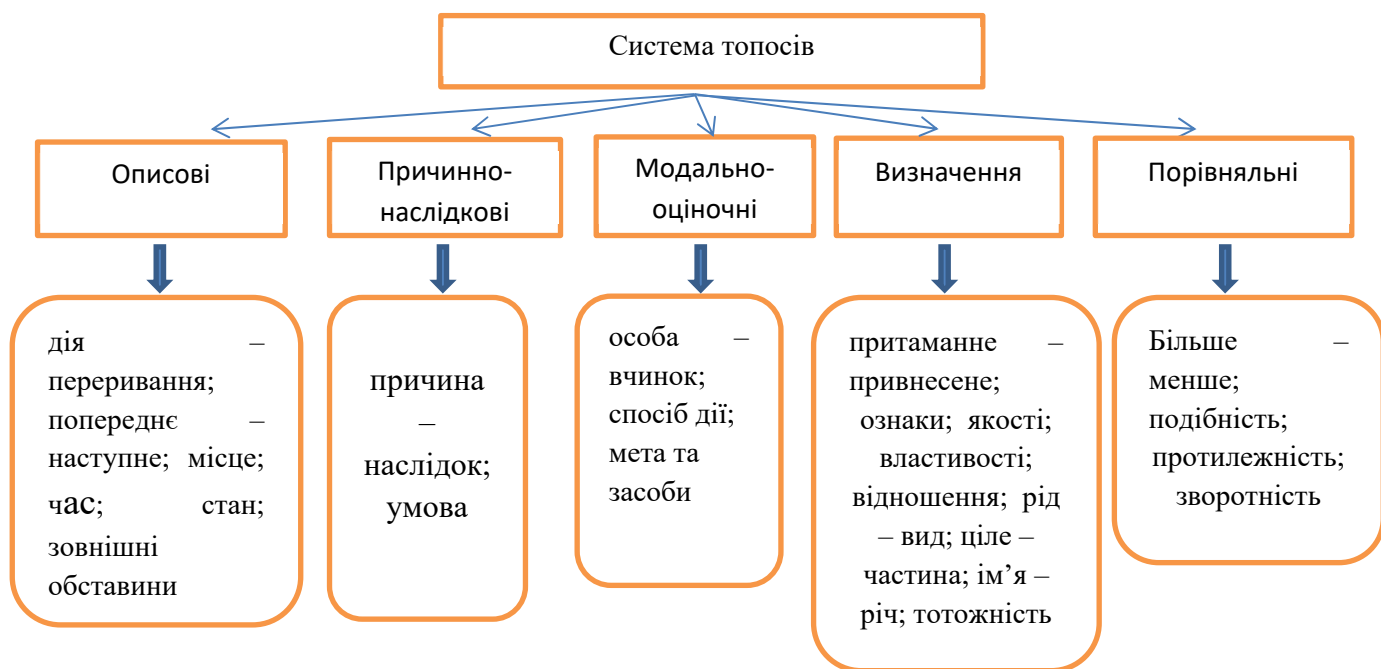 Система топосів
Описові
Причинно-
наслідкові
Модально-
оціночні
Визначення
Порівняльні
дія –
переривання;
попереднє –
наступне; місце;
час; стан;
зовнішні
обставини
причина
–
наслідок;
умова
особа –
вчинок;
спосіб дії;
мета та
засоби
притаманне –
привнесене;
ознаки; якості;
властивості;
відношення; рід
– вид; ціле –
частина; ім’я –
річ; тотожність
Більше –
менше;
подібність;
протилежність;
зворотність